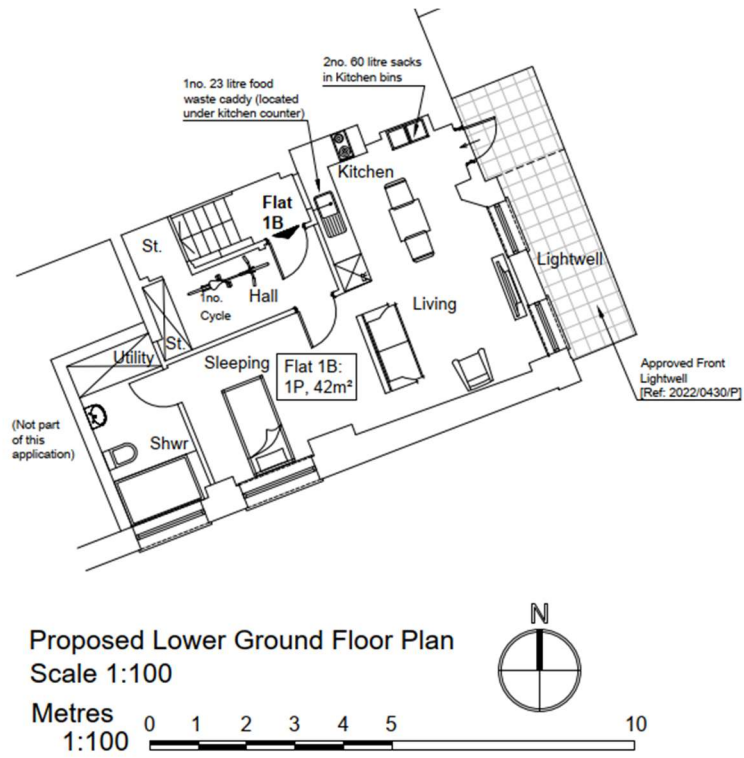 2no. 60 litre sacks
in Kitchen bins
1no. 23 litre food
waste caddy (located
under kitchen counter)
Kitchen
Flat
1B
St.
Lightwell
1no.
Cycle
Hall
Living
St.
Utility
Sleeping
Flat 1B:
1P, 42m²
Approved Front
Lightwell
[Ref: 2022/0430/P]
(Not part
of this
application)
Shwr
N
Proposed Lower Ground Floor Plan
Scale 1:100
Metres
1:100
0 1 2 3 4 5 10